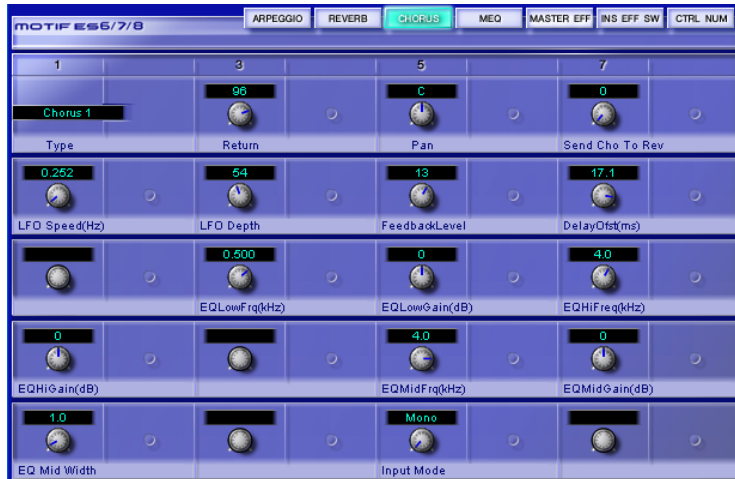 MOTIF ES6/7/8
ARPEGGIO REVERB CHORUS MEQ MASTER EFF INS EFF SW CTRL NUM
1 3 5 7
Chorus 1 96 C 0
Type Return Pan Send Cho To Rev
0.252 54 13 17.1
LFO Speed(Hz) LFO Depth FeedbackLevel DelayOfst(ms)
0.500 0 4.0
EQLowFrq(kHz) EQLowGain(dB) EQHiFreq(kHz)
0 4.0 0
EQHiGain(dB) EQMidFrq(kHz) EQMidGain(dB)
1.0 Mono
EQ Mid Width Input Mode